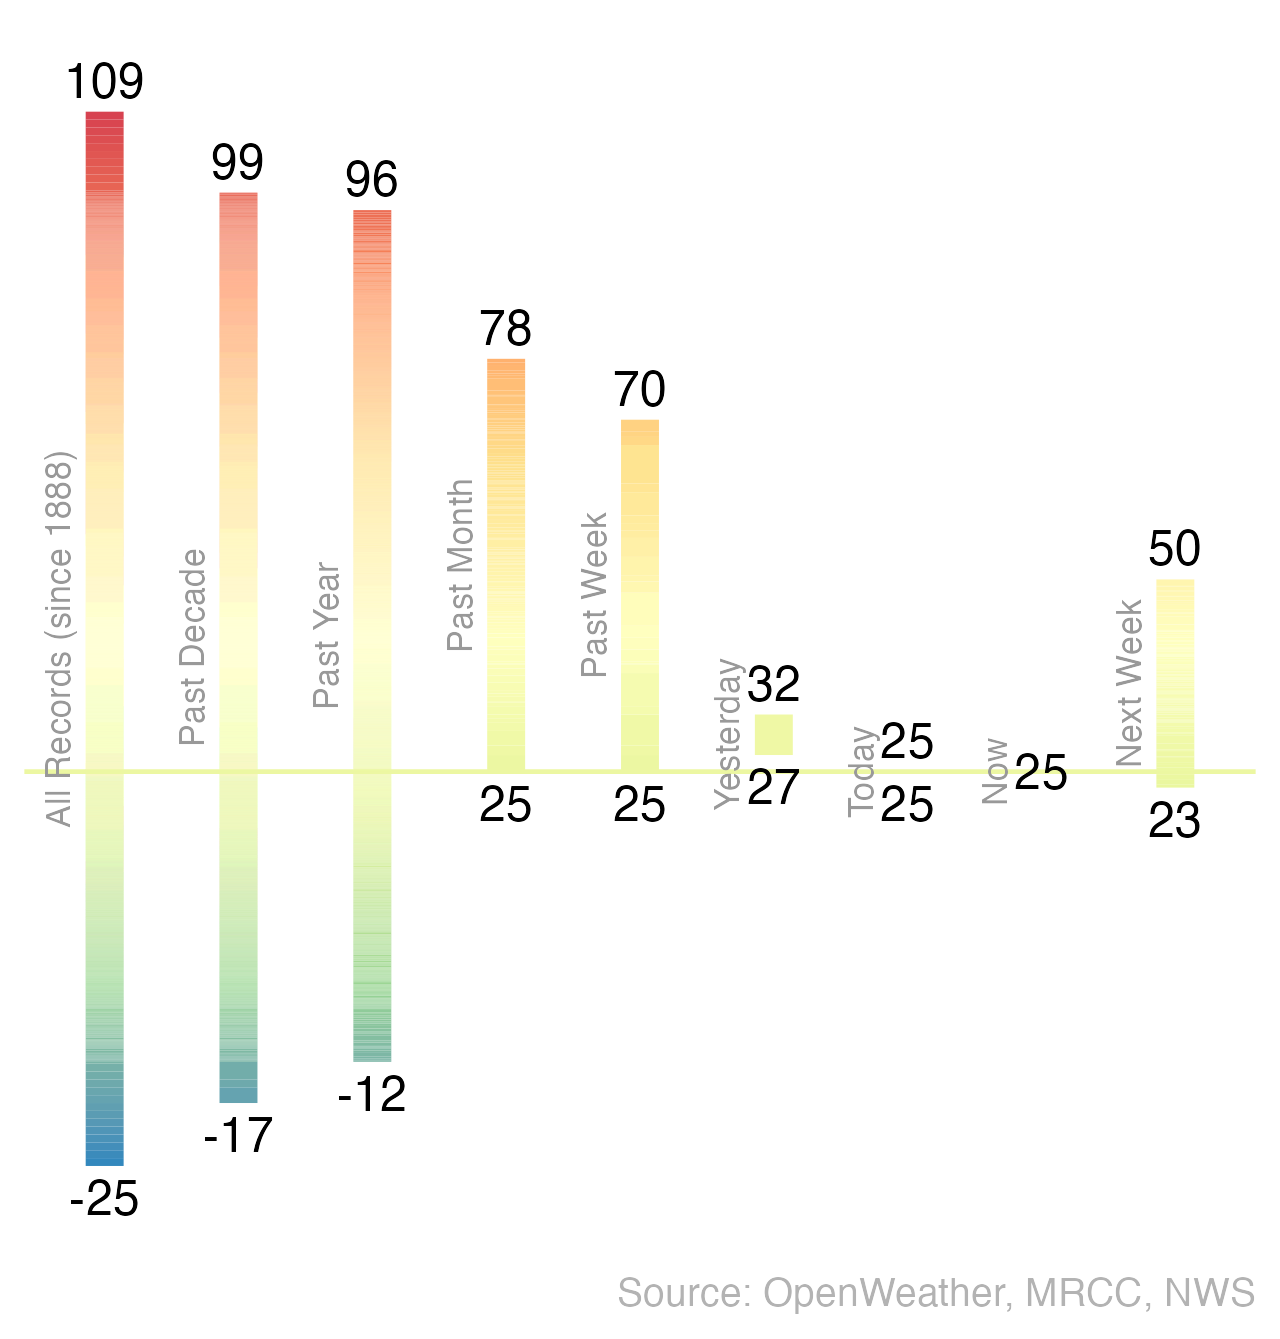 109
99
96
78
70
50
32
25
25
27
25
25
25
23
-12
-17
-25
All Records (since 1888)
Past Decade
Past Year
Past Month
Past Week
Yesterday
Today
Now
Next Week
Source: OpenWeather, MRCC, NWS